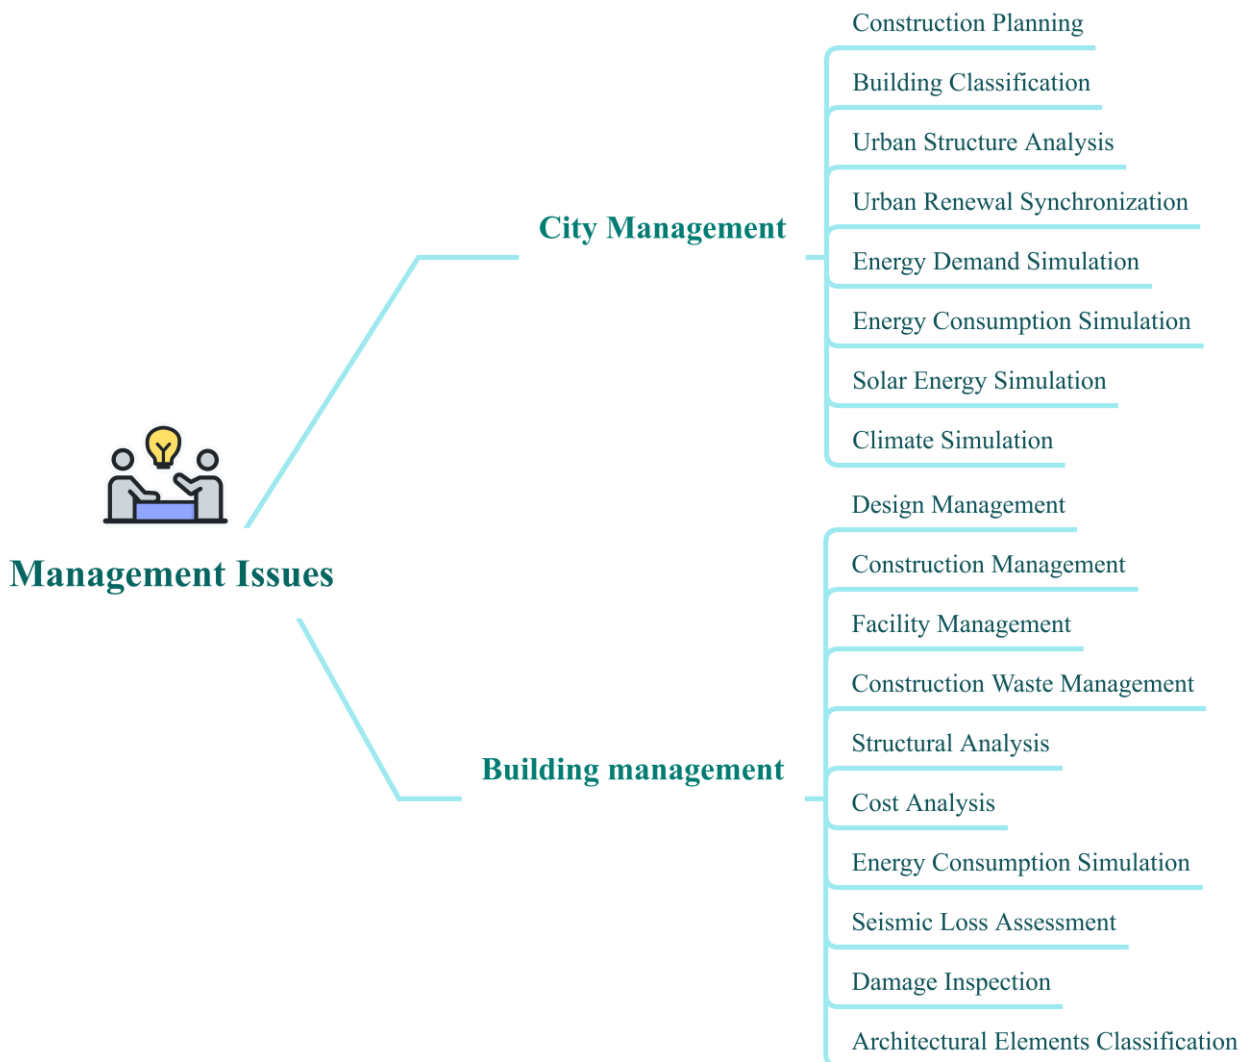 Management Issues
City Management
Construction Planning
Building Classification
Urban Structure Analysis
Urban Renewal Synchronization
Energy Demand Simulation
Energy Consumption Simulation
Solar Energy Simulation
Climate Simulation
Building management
Design Management
Construction Management
Facility Management
Construction Waste Management
Structural Analysis
Cost Analysis
Energy Consumption Simulation
Seismic Loss Assessment
Damage Inspection
Architectural Elements Classification